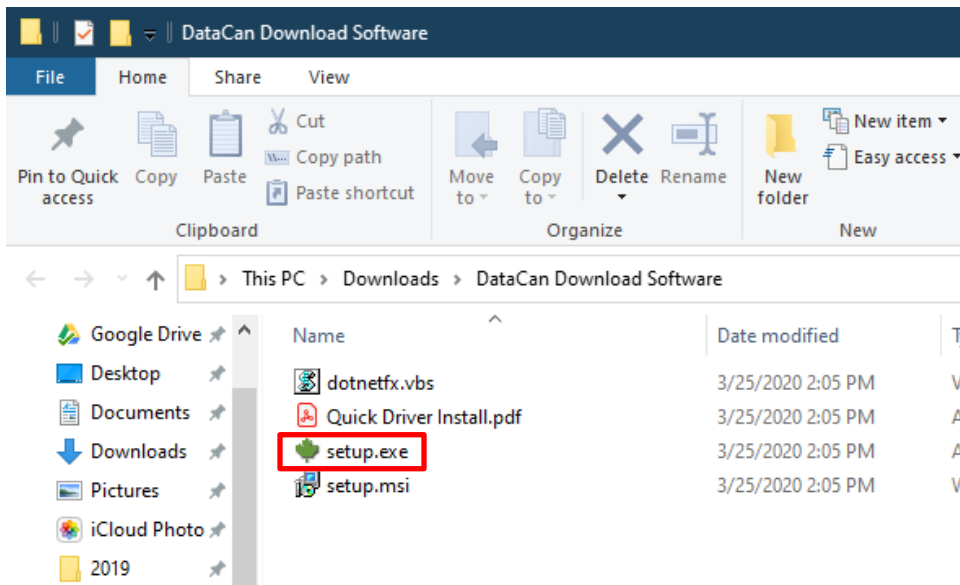 DataCan Download Software
File Home Share View
Pin to Quick access
Copy
Paste
Cut
Copy path
Paste shortcut
Move to
Copy to
Delete
Rename
New folder
New item
Easy access
Clipboard Organize New
This PC > Downloads > DataCan Download Software
Google Drive
Desktop
Documents
Downloads
Pictures
iCloud Photo
2019
Name Date modified
dotnetfx.vbs 3/25/2020 2:05 PM
Quick Driver Install.pdf 3/25/2020 2:05 PM
setup.exe 3/25/2020 2:05 PM
setup.msi 3/25/2020 2:05 PM